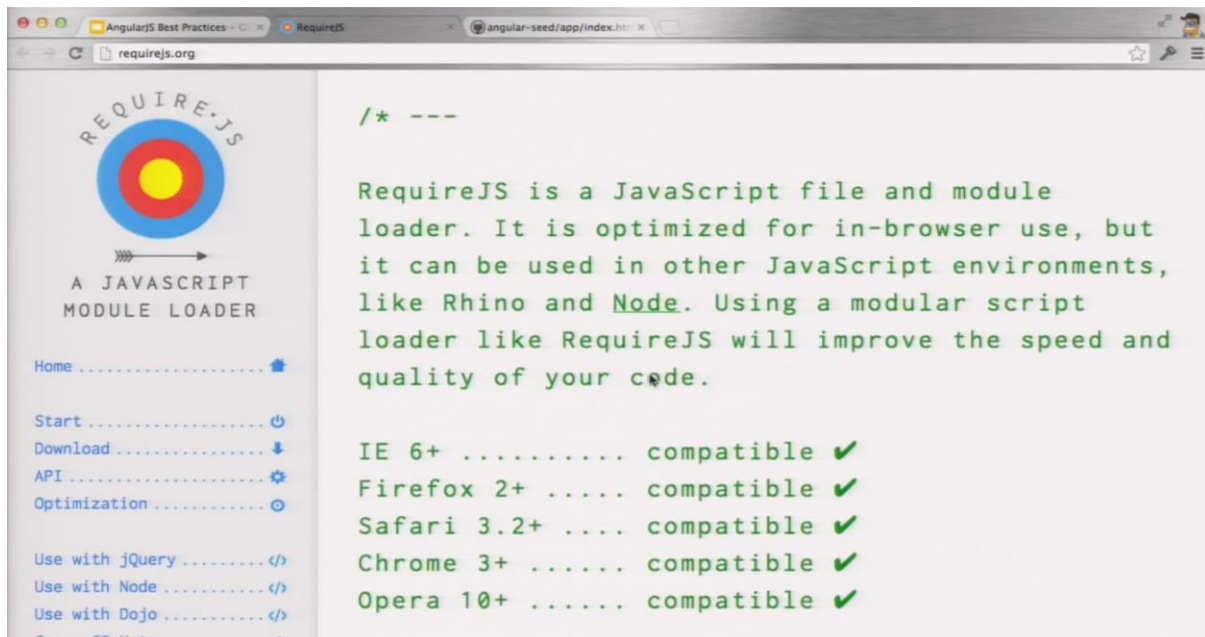 AngularJS Best Practices - G
RequireJS
angular-seed/app/index.ht
requirejs.org
REQUIRE.JS
A JAVASCRIPT
MODULE LOADER
Home ....................
Start ...................
Download ................
API ......................
Optimization ............
Use with jQuery ......... </>
Use with Node ........... </>
Use with Dojo ........... </>
/* ---
RequireJS is a JavaScript file and module
loader. It is optimized for in-browser use, but
it can be used in other JavaScript environments,
like Rhino and Node. Using a modular script
loader like RequireJS will improve the speed and
quality of your code.
IE 6+ .......... compatible ✔
Firefox 2+ ..... compatible ✔
Safari 3.2+ .... compatible ✔
Chrome 3+ ...... compatible ✔
Opera 10+ ...... compatible ✔